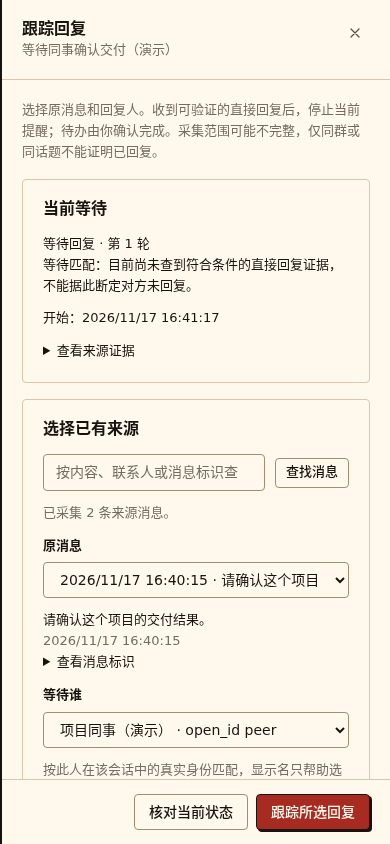 跟踪回复
等待同事确认交付（演示）
×
选择原消息和回复人。收到可验证的直接回复后，停止当前
提醒；待办由你确认完成。采集范围可能不完整，仅同群或
同话题不能证明已回复。
当前等待
等待回复 · 第 1 轮
等待匹配：目前尚未查到符合条件的直接回复证据，
不能据此断定对方未回复。
开始：2026/11/17 16:41:17
▶ 查看来源证据
选择已有来源
按内容、联系人或消息标识查
查找消息
已采集 2 条来源消息。
原消息
2026/11/17 16:40:15 · 请确认这个项目
请确认这个项目的交付结果。
2026/11/17 16:40:15
▶ 查看消息标识
等待谁
项目同事（演示） · open_id peer
按此人在该会话中的真实身份匹配，显示名只帮助选
核对当前状态
跟踪所选回复